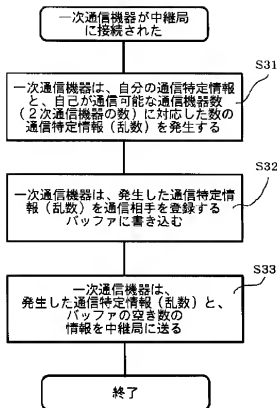 一次通信機器が中継局
に接続された
S31
一次通信機器は、自分の通信特定情報
と、自己が通信可能な通信機器数
(2次通信機器の数)に対応した数の
通信特定情報(乱数)を発生する
S32
一次通信機器は、発生した通信特定情
報(乱数)を通信相手を登録する
バッファに書き込む
S33
一次通信機器は、
発生した通信特定情報(乱数)と、
バッファの空き数の
情報を中継局に送る
終了